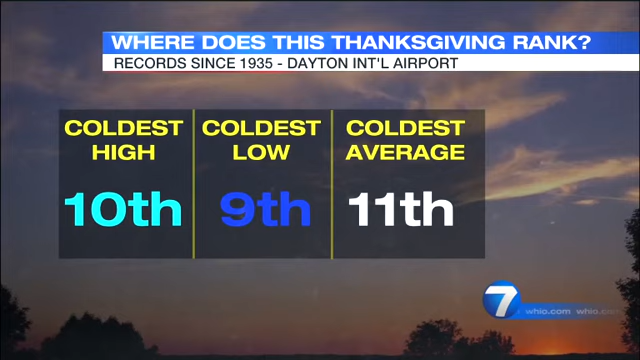 WHERE DOES THIS THANKSGIVING RANK?
RECORDS SINCE 1935 - DAYTON INT'L AIRPORT
COLDEST HIGH
10th
COLDEST LOW
9th
COLDEST AVERAGE
11th
7
whio.com whio.com